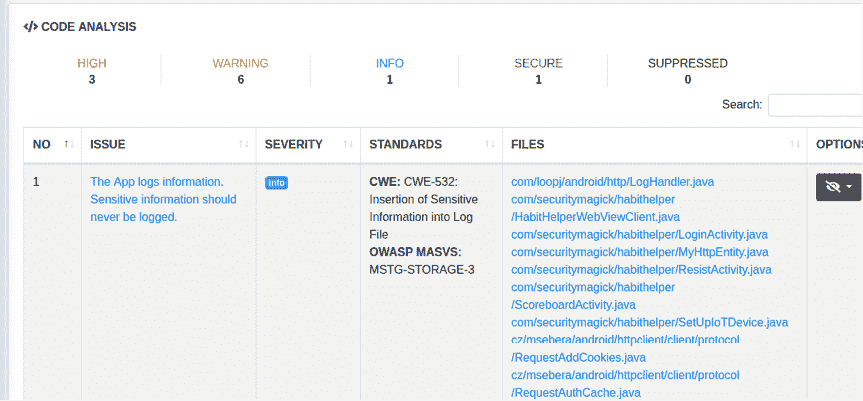 </> CODE ANALYSIS
HIGH WARNING INFO SECURE SUPPRESSED
3 6 1 1 0
Search:
NO ISSUE SEVERITY STANDARDS FILES OPTIONS
1
The App logs information.
Sensitive information should
never be logged.
info
CWE: CWE-532:
Insertion of Sensitive
Information into Log
File
OWASP MASVS:
MSTG-STORAGE-3
com/loopj/android/http/LogHandler.java
com/securitymagick/habithelper
/HabitHelperWebViewClient.java
com/securitymagick/habithelper/LoginActivity.java
com/securitymagick/habithelper/MyHttpEntity.java
com/securitymagick/habithelper/ResistActivity.java
com/securitymagick/habithelper
/ScoreboardActivity.java
com/securitymagick/habithelper/SetUpIoTDevice.java
cz/msebera/android/httpclient/client/protocol
/RequestAddCookies.java
cz/msebera/android/httpclient/client/protocol
/RequestAuthCache.java